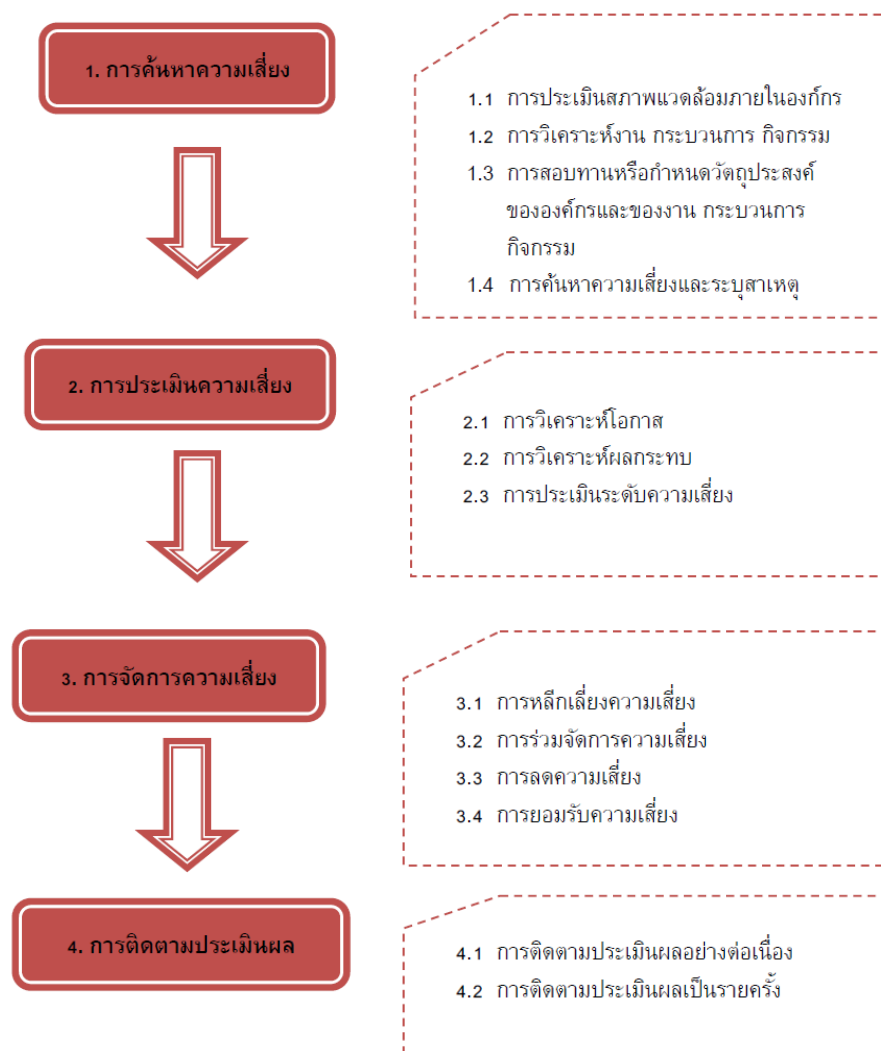 1. การค้นหาความเสี่ยง
1.1 การประเมินสภาพแวดล้อมภายในองก์กร
1.2 การวิเคราะห์งาน กระบวนการ กิจกรรม
1.3 การสอบทานหรือกำหนดวัตถุประสงค์
ขององค์กรและของงาน กระบวนการ
กิจกรรม
1.4 การค้นหาความเสี่ยงและระบุสาเหตุ
2. การประเมินความเสี่ยง
2.1 การวิเคราะห์โอกาส
2.2 การวิเคราะห์ผลกระทบ
2.3 การประเมินระดับความเสี่ยง
3. การจัดการความเสี่ยง
3.1 การหลีกเลี่ยงความเสี่ยง
3.2 การร่วมจัดการความเสี่ยง
3.3 การลดความเสี่ยง
3.4 การยอมรับความเสี่ยง
4. การติดตามประเมินผล
4.1 การติดตามประเมินผลอย่างต่อเนื่อง
4.2 การติดตามประเมินผลเป็นรายครั้ง